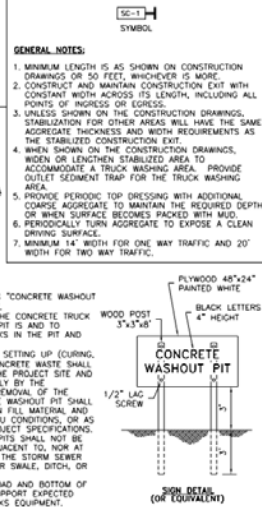 SC-1
SYMBOL
GENERAL NOTES:
1. MINIMUM LENGTH IS AS SHOWN ON CONSTRUCTION
DRAWINGS OR 50 FEET, WHICHEVER IS MORE.
2. CONSTRUCT AND MAINTAIN CONSTRUCTION EXIT WITH
CONSTANT WIDTH ACROSS ITS LENGTH, INCLUDING ALL
POINTS OF INGRESS OR EGRESS.
3. UNLESS SHOWN ON THE CONSTRUCTION DRAWINGS,
STABILIZATION FOR OTHER AREAS WILL HAVE THE SAME
AGGREGATE THICKNESS AND WIDTH REQUIREMENTS AS
THE STABILIZED CONSTRUCTION EXIT.
4. WHEN SHOWN ON THE CONSTRUCTION DRAWINGS,
WIDEN OR LENGTHEN STABILIZED AREA TO
ACCOMMODATE A TRUCK WASHING AREA. PROVIDE
OUTLET SEDIMENT TRAP FOR THE TRUCK WASHING
AREA.
5. PROVIDE PERIODIC TOP DRESSING WITH ADDITIONAL
COARSE AGGREGATE TO MAINTAIN THE REQUIRED DEPTH
OR WHEN SURFACE BECOMES PACKED WITH MUD.
6. PERIODICALLY TURN AGGREGATE TO EXPOSE A CLEAN
DRIVING SURFACE.
7. MINIMUM 14' WIDTH FOR ONE WAY TRAFFIC AND 20'
WIDTH FOR TWO WAY TRAFFIC.
"CONCRETE WASHOUT
CONCRETE TRUCK
PIT IS AND TO
KS IN THE PIT AND
SETTING UP (CURING,
CONCRETE WASTE SHALL
THE PROJECT SITE AND
LY BY THE
REMOVAL OF THE
WASHOUT PIT SHALL
FILL MATERIAL AND
U CONDITIONS, OR AS
PROJECT SPECIFICATIONS.
PITS SHALL NOT BE
JACENT TO, NOR AT
THE STORM SEWER
R SWALE, DITCH, OR
AD AND BOTTOM OF
SUPPORT EXPECTED
KS EQUIPMENT.
PLYWOOD 48"x24"
PAINTED WHITE
WOOD POST
3"x3"x8'
BLACK LETTERS
4" HEIGHT
CONCRETE
WASHOUT PIT
1/2" LAG
SCREW
5'
3'
SIGN DETAIL
(OR EQUIVALENT)